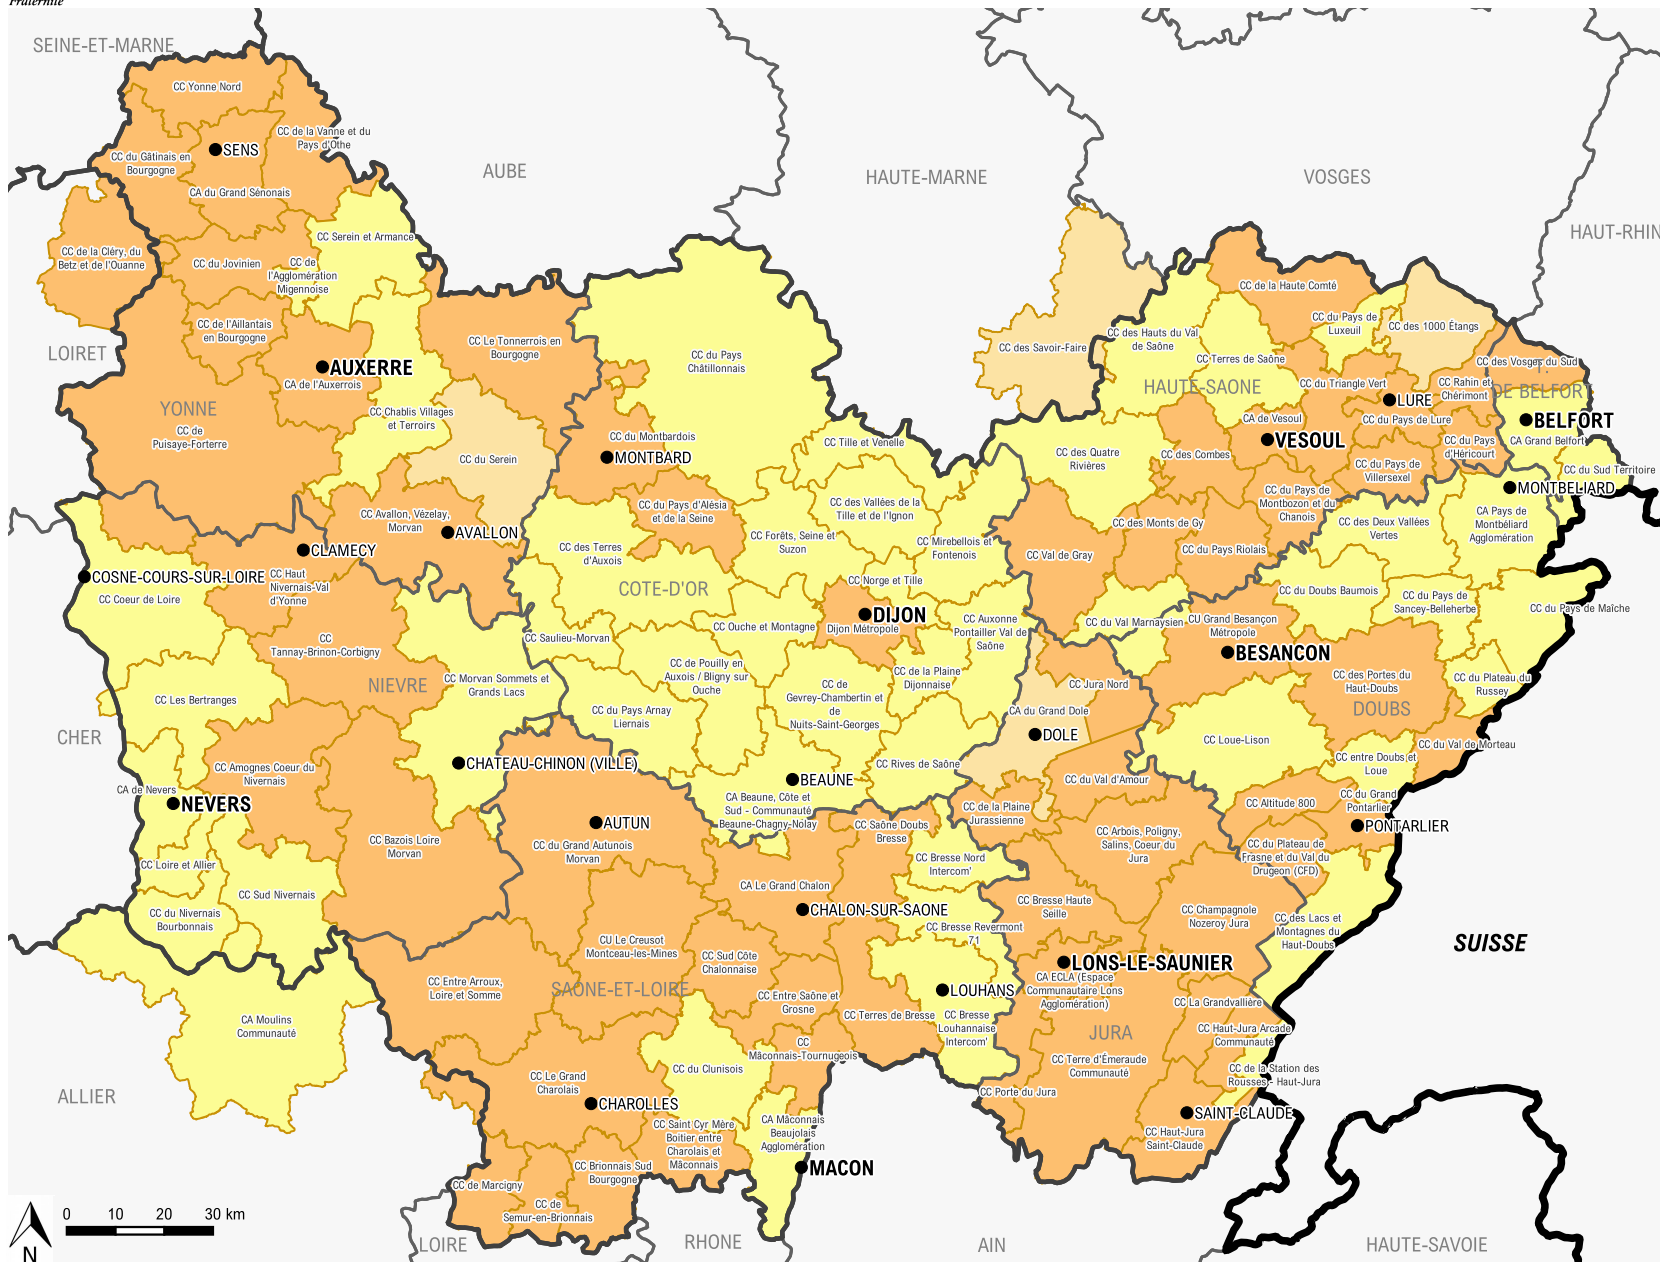 Fraternité
SEINE-ET-MARNE
CC Yonne Nord
CC de la Vanne et du
Pays d'Othe
SENS
CC du Gâtinais en
Bourgogne
CA du Grand Sénonais
AUBE
HAUTE-MARNE
VOSGES
HAUT-RHIN
CC Serein et Armance
CC de la Cléry, du
Betz et de l'Ouanne
CC du Jovinien
CC de
l'Agglomération
Migennoise
CC de la Haute Comté
CC de l'Aillantais
en Bourgogne
CC Le Tonnerrois en
Bourgogne
CC du Pays
Châtillonnais
CC des Savoir-Faire
CC des Hauts du Val
de Saône
CC du Pays de
Luxeuil
CC des 1000 Étangs
LOIRET
AUXERRE
CA de l'Auxerrois
CC Terres de Saône
CC des Vosges du Sud
T.
DE BELFORT
HAUTE-SAONE
CC du Triangle Vert
CC Rahin et
Chérimont
LURE
YONNE
CC de
Puisaye-Forterre
CC Chablis Villages
et Terroirs
CA de Vesoul
CC du Pays de Lure
BELFORT
VESOUL
CA Grand Belfort
CC du Montbardois
MONTBARD
CC Tille et Venelle
CC du Serein
CC des Quatre
Rivières
CC des Combes
CC du Pays
d'Héricourt
CC du Pays de
Villersexel
CC du Sud Territoire
MONTBELIARD
CC du Pays d'Alésia
et de la Seine
CC des Vallées de la
Tille et de l'Ignon
CC du Pays de
Montbozon et du
Chanois
CC Avallon, Vézelay,
Morvan
AVALLON
CC des Monts de Gy
CC des Deux Vallées
Vertes
CA Pays de
Montbéliard
Agglomération
CC Forêts, Seine et
Suzon
CC Mirebellois et
Fontenois
CLAMECY
CC des Terres
d'Auxois
CC Val de Gray
CC du Pays Riolais
COSNE-COURS-SUR-LOIRE
CC Coeur de Loire
CC Haut
Nivernais-Val
d'Yonne
COTE-D'OR
CC Norge et Tille
CC du Doubs Baumois
CC du Pays de
Sancey-Belleherbe
CC du Pays de Maîche
DIJON
Dijon Métropole
CC Ouche et Montagne
CC Auxonne
Pontailler Val de
Saône
CC du Val Marnaysien
CU Grand Besançon
Métropole
CC
Tannay-Brinon-Corbigny
CC Saulieu-Morvan
BESANCON
NIEVRE
CC Morvan Sommets et
Grands Lacs
CC de Pouilly en
Auxois / Bligny sur
Ouche
CC de la Plaine
Dijonnaise
CC Jura Nord
CC des Portes du
Haut-Doubs
CC du Plateau du
Russey
CC Les Bertranges
CC de
Gevrey-Chambertin et
de
Nuits-Saint-Georges
CC du Pays Arnay
Liernais
CA du Grand Dole
DOUBS
CHER
DOLE
CC Loue-Lison
CC du Val de Morteau
CC Amognes Coeur du
Nivernais
CHATEAU-CHINON (VILLE)
CC Rives de Saône
CC entre Doubs et
Loue
CA de Nevers
NEVERS
BEAUNE
CA Beaune, Côte et
Sud - Communauté
Beaune-Chagny-Nolay
CC du Val d'Amour
CC Altitude 800
CC du Grand
Pontarlier
PONTARLIER
AUTUN
CC du Grand Autunois
Morvan
CC Saône Doubs
Bresse
CC de la Plaine
Jurassienne
CC Arbois, Poligny,
Salins, Coeur du
Jura
CC Bazois Loire
Morvan
CC du Plateau de
Frasne et du Val du
Drugeon (CFD)
CC Loire et Allier
CC Bresse Nord
Intercom'
CC Sud Nivernais
CA Le Grand Chalon
CC Bresse Haute
Seille
CC du Nivernais
Bourbonnais
CHALON-SUR-SAONE
CC Champagnole
Nozeroy Jura
CC des Lacs et
Montagnes du
Haut-Doubs
CC Bresse Revermont
71
SUISSE
CU Le Creusot
Montceau-les-Mines
CC Sud Côte
Chalonnaise
LONS-LE-SAUNIER
CA ECLA (Espace
Communautaire Lons
Agglomération)
CC Entre Arroux,
Loire et Somme
SAONE-ET-LOIRE
LOUHANS
CC Entre Saône et
Grosne
CC Terres de Bresse
CC Bresse
Louhannaise
Intercom'
CC La Grandvallière
CA Moulins
Communauté
JURA
CC Haut-Jura Arcade
Communauté
CC
Mâconnais-Tournugeois
CC du Clunisois
CC Terre d'Émeraude
Communauté
CC de la Station des
Rousses - Haut-Jura
ALLIER
CC Le Grand
Charolais
CHAROLLES
CC Porte du Jura
SAINT-CLAUDE
CC Haut-Jura
Saint-Claude
CC Saint Cyr Mère
Boitier entre
Charolais et
Mâconnais
CA Mâconnais
Beaujolais
Agglomération
MACON
CC Brionnais Sud
Bourgogne
CC de Marcigny
CC de
Semur-en-Brionnais
0 10 20 30 km
N
LOIRE
RHONE
AIN
HAUTE-SAVOIE